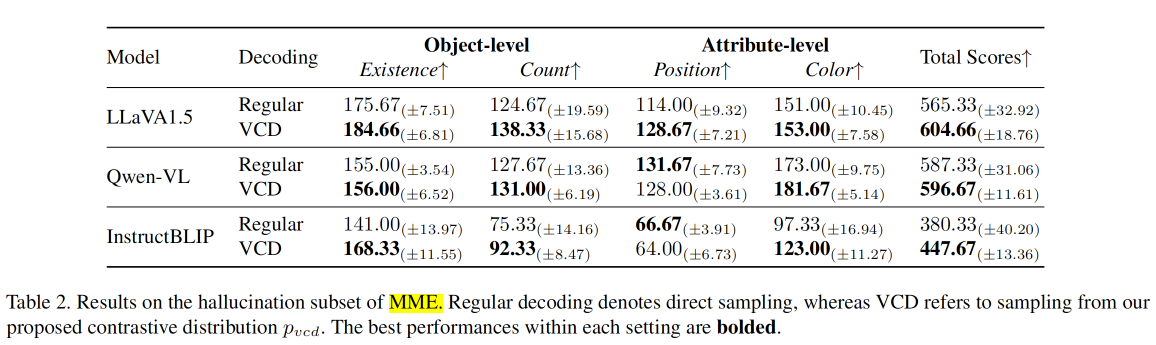 Model Decoding Object-level Attribute-level Total Scores↑
Existence↑ Count↑ Position↑ Color↑
LLaVA1.5 Regular 175.67(±7.51) 124.67(±19.59) 114.00(±9.32) 151.00(±10.45) 565.33(±32.92)
VCD 184.66(±6.81) 138.33(±15.68) 128.67(±7.21) 153.00(±7.58) 604.66(±18.76)
Qwen-VL Regular 155.00(±3.54) 127.67(±13.36) 131.67(±7.73) 173.00(±9.75) 587.33(±31.06)
VCD 156.00(±6.52) 131.00(±6.19) 128.00(±3.61) 181.67(±5.14) 596.67(±11.61)
InstructBLIP Regular 141.00(±13.97) 75.33(±14.16) 66.67(±3.91) 97.33(±16.94) 380.33(±40.20)
VCD 168.33(±11.55) 92.33(±8.47) 64.00(±6.73) 123.00(±11.27) 447.67(±13.36)
Table 2. Results on the hallucination subset of MME. Regular decoding denotes direct sampling, whereas VCD refers to sampling from our
proposed contrastive distribution pvcd. The best performances within each setting are bolded.